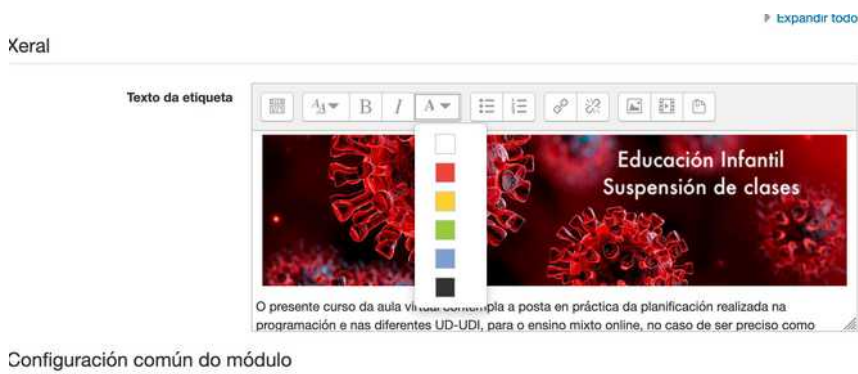 Expandir todo
Xeral
Texto da etiqueta
B I A
Educación Infantil
Suspensión de clases
O presente curso da aula virtual contempla a posta en práctica da planificación realizada na
programación e nas diferentes UD-UDI, para o ensino mixto online, no caso de ser preciso como
Configuración común do módulo